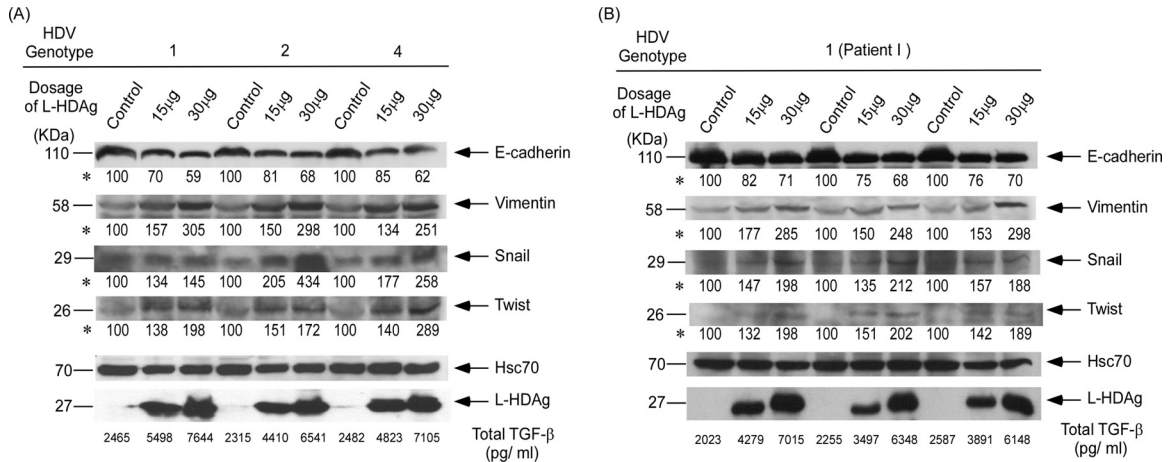 (A)
HDV
Genotype 1 2 4
Dosage
of L-HDAg Control 15µg 30µg Control 15µg 30µg Control 15µg 30µg
(KDa)
110 E-cadherin
* 100 70 59 100 81 68 100 85 62
58 Vimentin
* 100 157 305 100 150 298 100 134 251
29 Snail
* 100 134 145 100 205 434 100 177 258
26 Twist
* 100 138 198 100 151 172 100 140 289
70 Hsc70
27 L-HDAg
2465 5498 7644 2315 4410 6541 2482 4823 7105 Total TGF-β
(pg/ ml)
(B)
HDV
Genotype 1 (Patient I )
Dosage
of L-HDAg Control 15µg 30µg Control 15µg 30µg Control 15µg 30µg
(KDa)
110 E-cadherin
* 100 82 71 100 75 68 100 76 70
58 Vimentin
* 100 177 285 100 150 248 100 153 298
29 Snail
* 100 147 198 100 135 212 100 157 188
26 Twist
* 100 132 198 100 151 202 100 142 189
70 Hsc70
27 L-HDAg
2023 4279 7015 2255 3497 6348 2587 3891 6148 Total TGF-β
(pg/ ml)